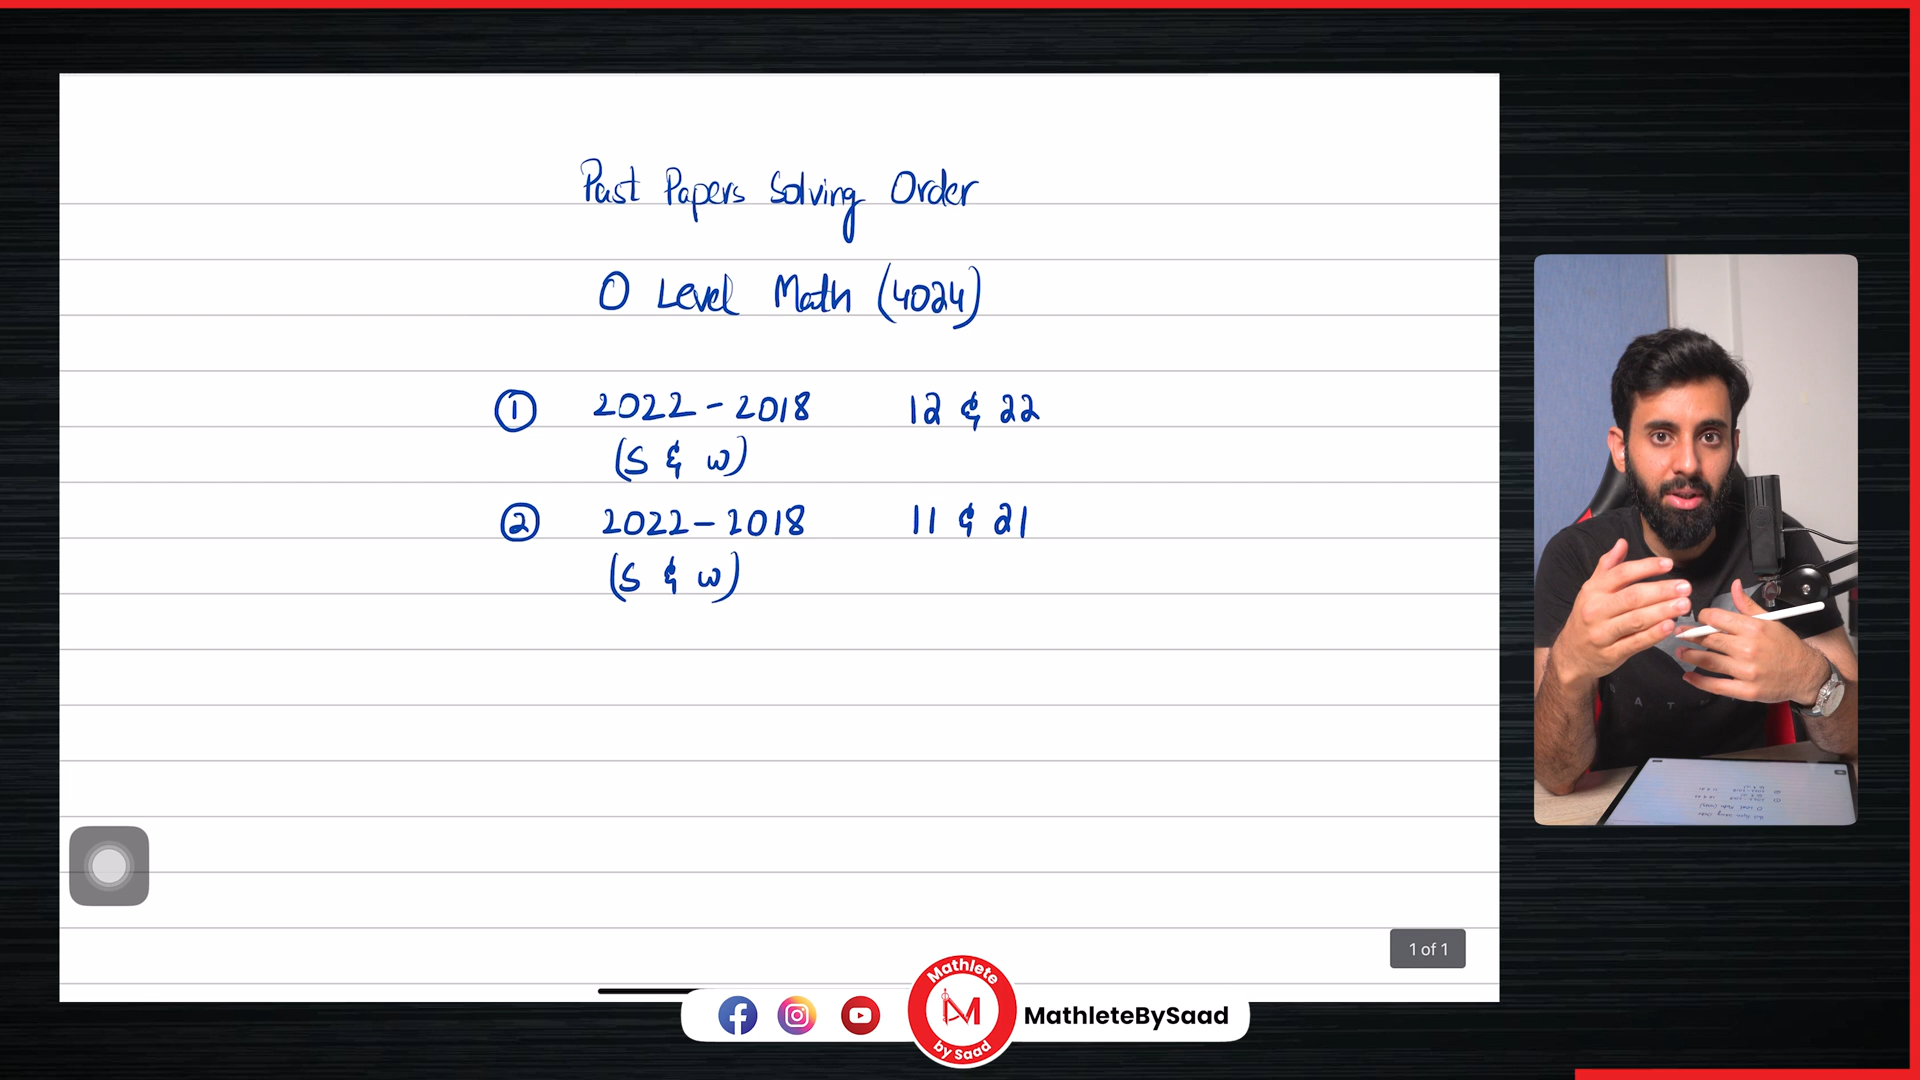 Past Papers Solving Order
O Level Math (4024)
① 2022 - 2018 12 & 22
(S & W)
② 2022 - 2018 11 & 21
(S & W)
1 of 1
Mathlete
M
by Saad
MathleteBySaad